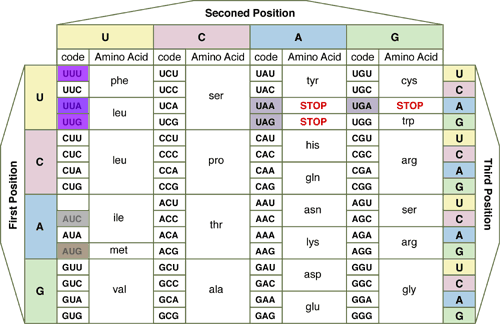 Seconed Position
U C A G
code Amino Acid code Amino Acid code Amino Acid code Amino Acid
U UUU phe UCU ser UAU tyr UGU cys U
UUC UCC UAC UGC C
UUA leu UCA UAA STOP UGA STOP A
UUG UCG UAG STOP UGG trp G
C CUU leu CCU pro CAU his CGU arg U
CUC CCC CAC CGC C
CUA CCA CAA gln CGA A
CUG CCG CAG CGG G
A ile ACU thr AAU asn AGU ser U
AUC ACC AAC AGC C
AUA ACA AAA lys AGA arg A
AUG met ACG AAG AGG G
G GUU val GCU ala GAU asp GGU gly U
GUC GCC GAC GGC C
GUA GCA GAA glu GGA A
GUG GCG GAG GGG G
First Position
Third Position